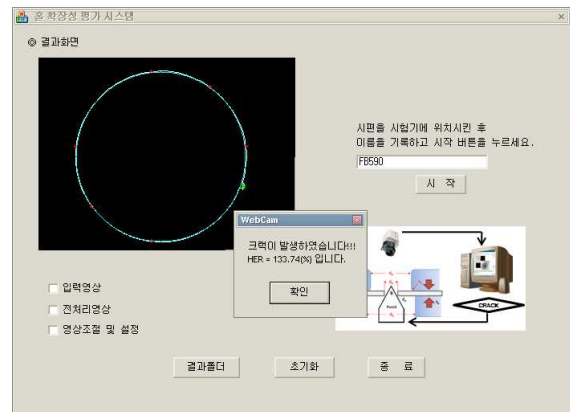 홀 확장성 평가 시스템
◎ 결과화면
시편을 시험기에 위치시킨 후
이름을 기록하고 시작 버튼을 누르세요.
FB590
시 작
WebCam
크랙이 발생하였습니다!!!
HER = 133.74(%) 입니다.
확인
CRACK
입력영상
전처리영상
영상조절 및 설정
결과폴더
초기화
종 료